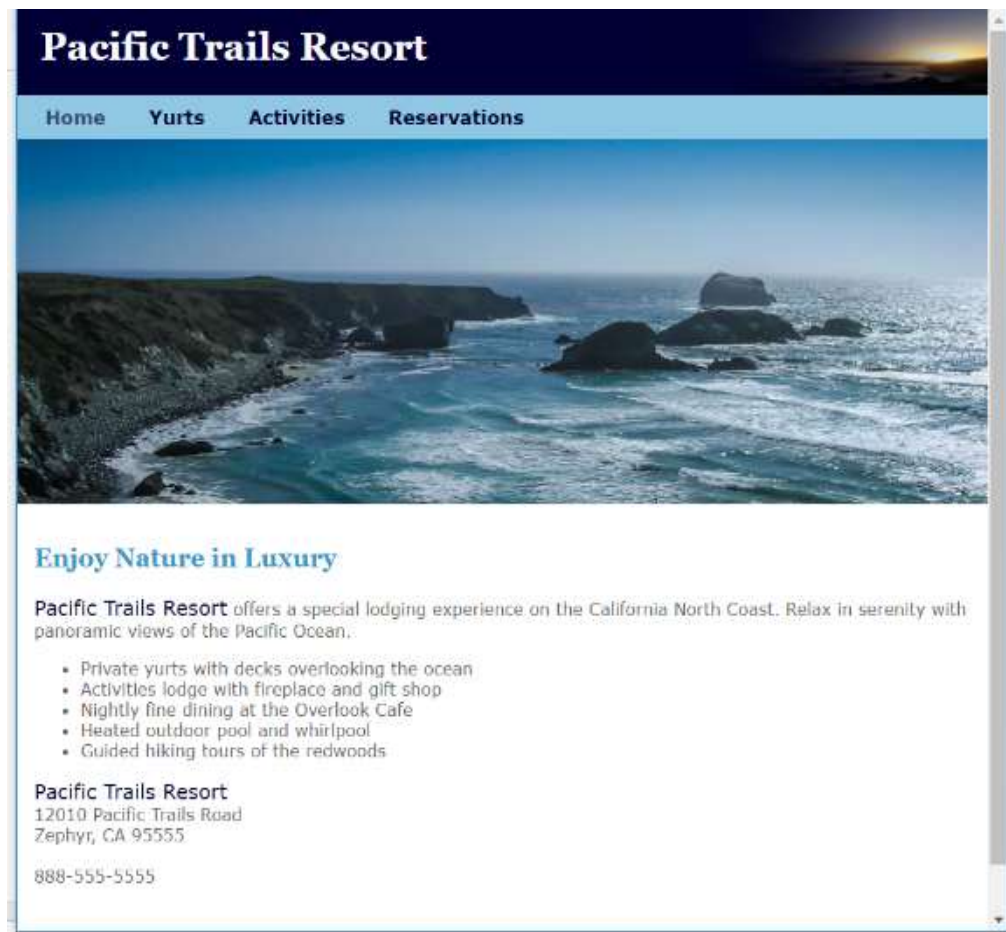 Pacific Trails Resort
Home Yurts Activities Reservations
Enjoy Nature in Luxury
Pacific Trails Resort offers a special lodging experience on the California North Coast. Relax in serenity with
panoramic views of the Pacific Ocean.
• Private yurts with decks overlooking the ocean
• Activities lodge with fireplace and gift shop
• Nightly fine dining at the Overlook Cafe
• Heated outdoor pool and whirlpool
• Guided hiking tours of the redwoods
Pacific Trails Resort
12010 Pacific Trails Road
Zephyr, CA 95555
888-555-5555